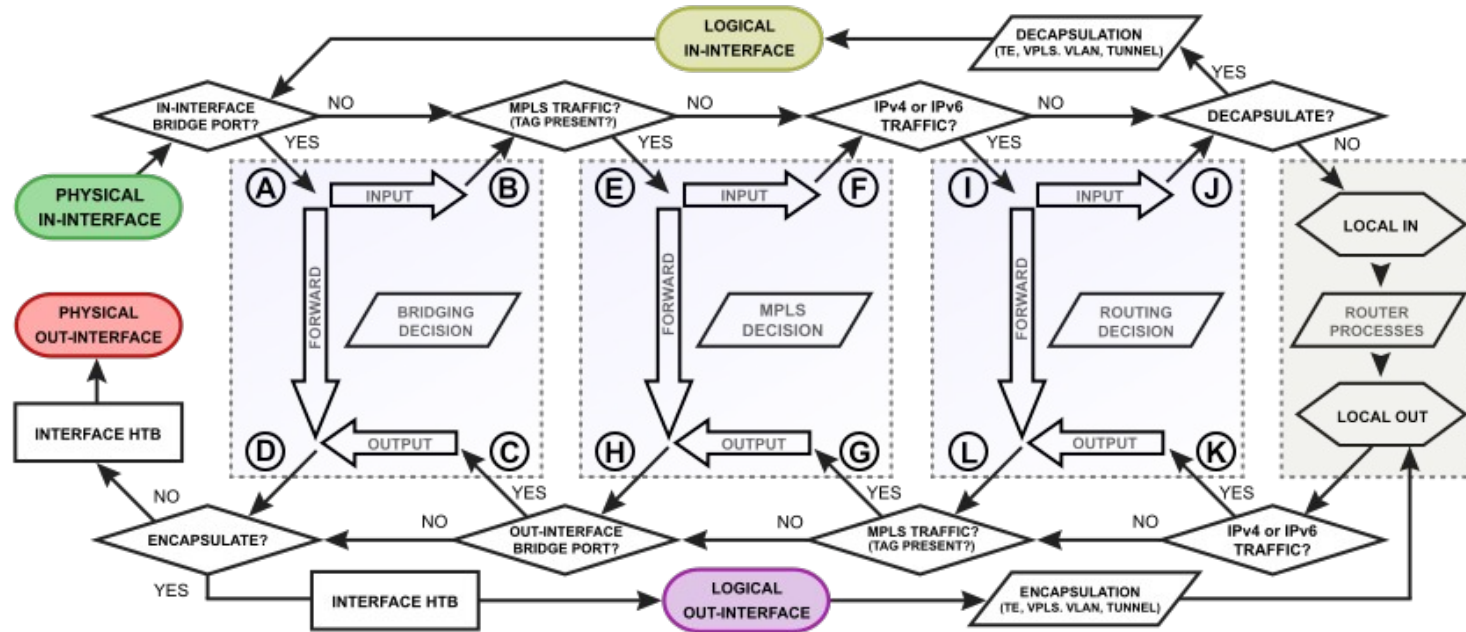 LOGICAL
IN-INTERFACE
DECAPSULATION
(TE, VPLS. VLAN, TUNNEL)
YES
IN-INTERFACE
BRIDGE PORT?
NO
MPLS TRAFFIC?
(TAG PRESENT?)
NO
IPv4 or IPv6
TRAFFIC?
NO
DECAPSULATE?
YES
YES
YES
NO
PHYSICAL
IN-INTERFACE
A
INPUT
B
E
INPUT
F
I
INPUT
J
LOCAL IN
FORWARD
FORWARD
FORWARD
PHYSICAL
OUT-INTERFACE
BRIDGING
DECISION
MPLS
DECISION
ROUTING
DECISION
ROUTER
PROCESSES
INTERFACE HTB
D
OUTPUT
C
H
OUTPUT
G
L
OUTPUT
K
LOCAL OUT
NO
YES
YES
YES
ENCAPSULATE?
NO
OUT-INTERFACE
BRIDGE PORT?
NO
MPLS TRAFFIC?
(TAG PRESENT?)
NO
IPv4 or IPv6
TRAFFIC?
YES
INTERFACE HTB
LOGICAL
OUT-INTERFACE
ENCAPSULATION
(TE, VPLS. VLAN, TUNNEL)